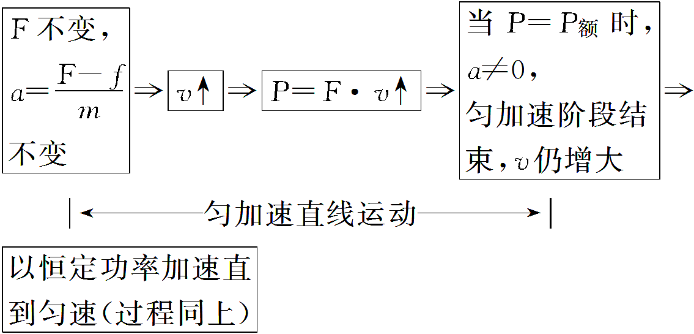 F 不变，
a=F-f/m
不变
⇒
v↑
⇒
P=F·v↑
⇒
当 P=P额 时，
a≠0，
匀加速阶段结
束，v仍增大
⇒
|←匀加速直线运动→|
以恒定功率加速直
到匀速(过程同上)